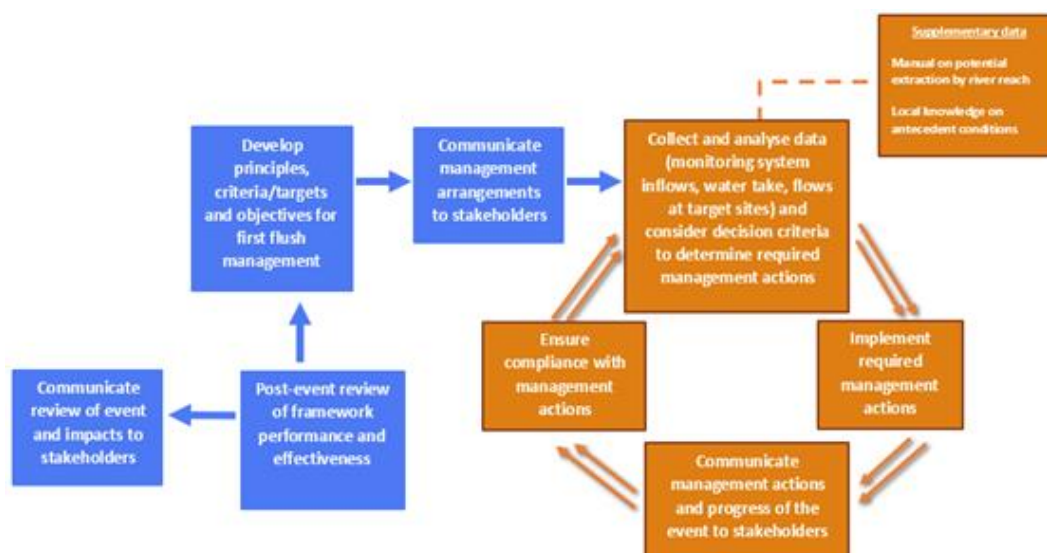 Supplementary data
Manual on potential
extraction by river reach
Local knowledge on
antecedent conditions
Develop
principles,
criteria/targets
and objectives for
first flush
management
Communicate
management
arrangements
to stakeholders
Collect and analyse data
(monitoring system
inflows, water take, flows
at target sites) and
consider decision criteria
to determine required
management actions
Ensure
compliance with
management
actions
Implement
required
management
actions
Communicate
review of event
and impacts to
stakeholders
Post-event review
of framework
performance and
effectiveness
Communicate
management actions
and progress of the
event to stakeholders